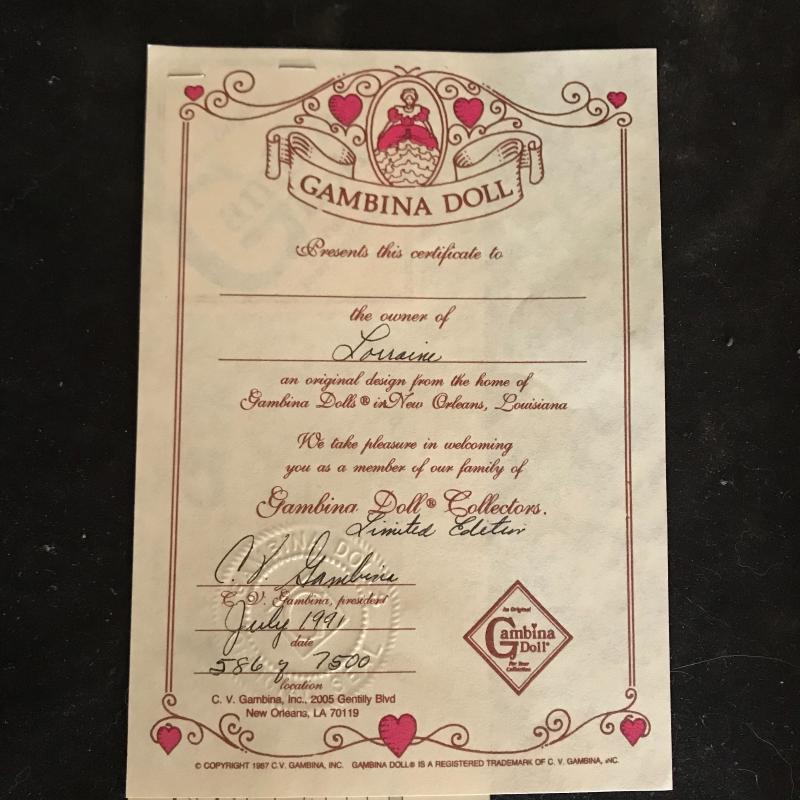 GAMBINA DOLL
Presents this certificate to
the owner of
Lorraine
an original design from the home of
Gambina Dolls® in New Orleans, Louisiana
We take pleasure in welcoming
you as a member of our family of
Gambina Doll® Collectors.
Limited Edition
C. V. Gambina
C. V. Gambina, president
July 1991
date
586 of 7500
location
C. V. Gambina, Inc., 2005 Gentilly Blvd
New Orleans, LA 70119
An Original
Gambina
Doll®
For Your
Collection
© COPYRIGHT 1987 C.V. GAMBINA, INC. GAMBINA DOLL® IS A REGISTERED TRADEMARK OF C. V. GAMBINA, INC.